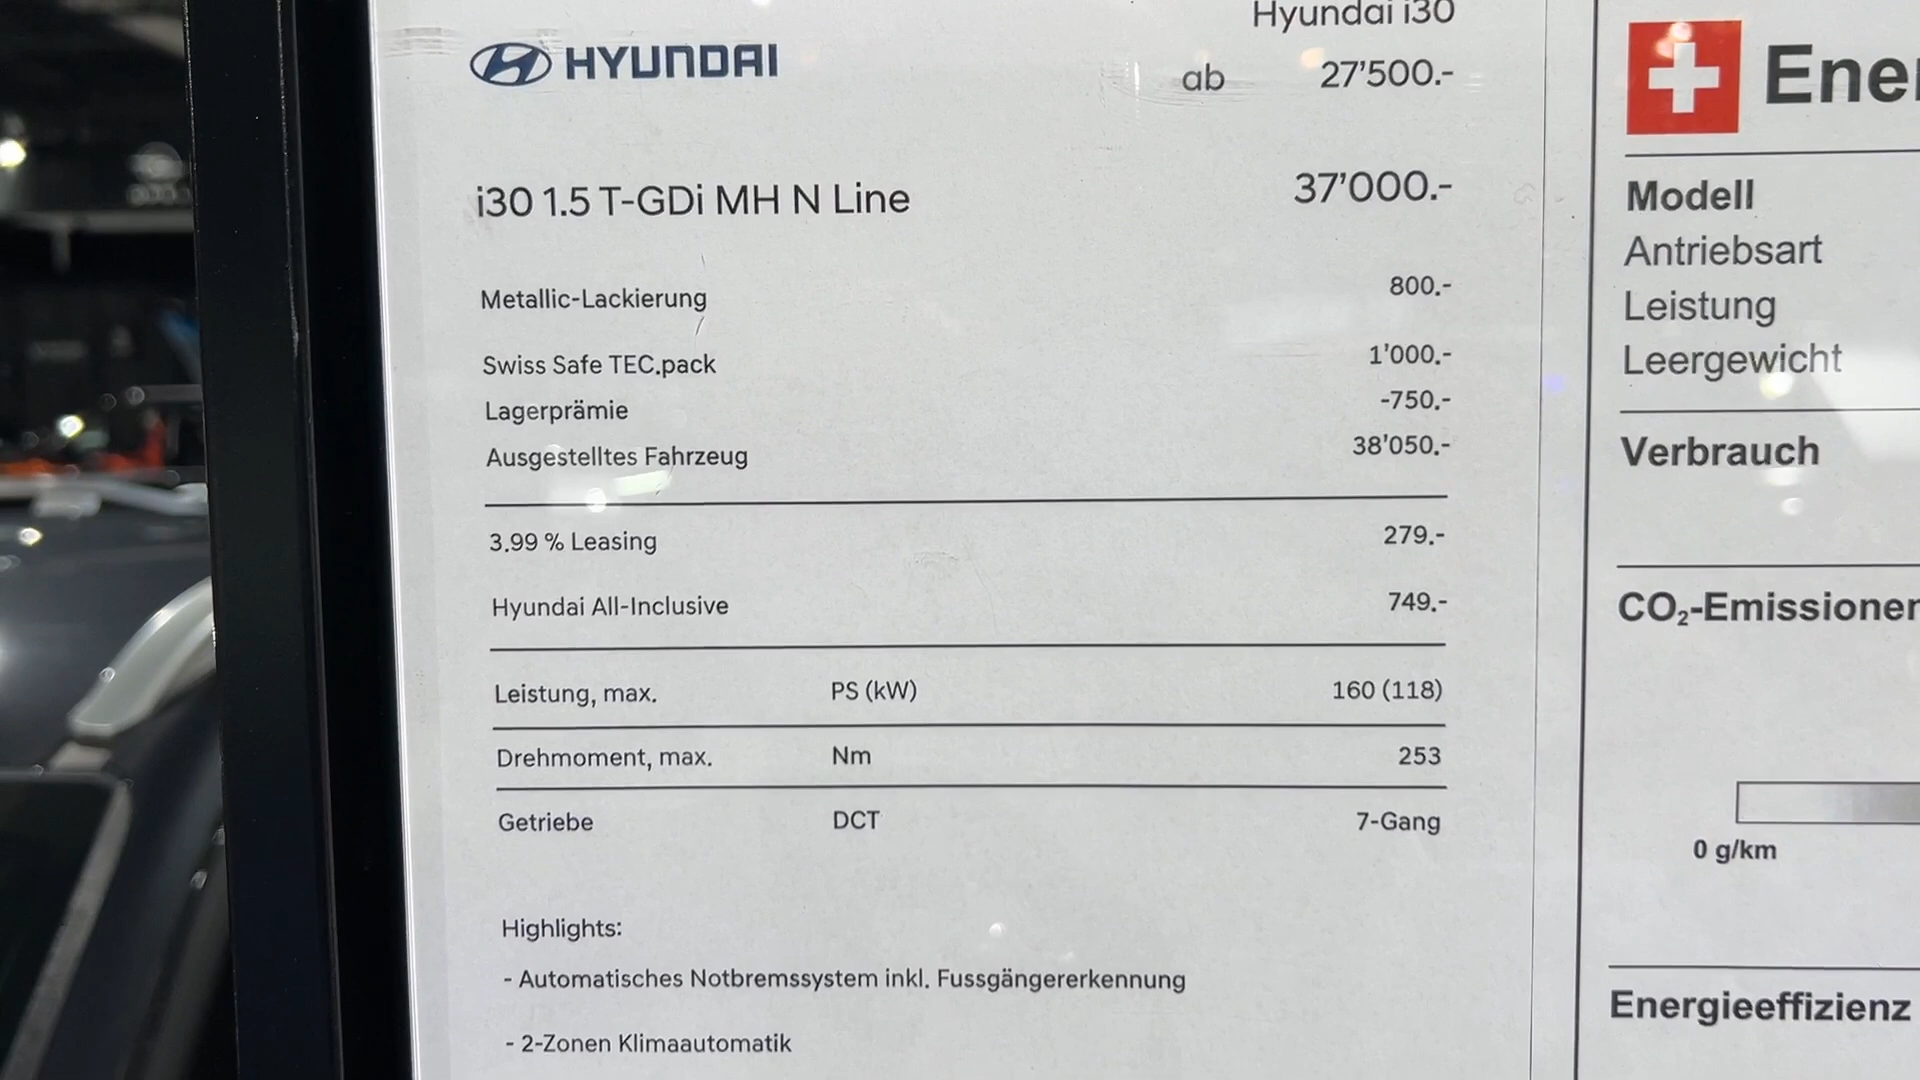 Hyundai i30
HYUNDAI
ab 27’500.-
i30 1.5 T-GDi MH N Line 37’000.-
Metallic-Lackierung 800.-
Swiss Safe TEC.pack 1’000.-
Lagerprämie -750.-
Ausgestelltes Fahrzeug 38’050.-
3.99 % Leasing 279.-
Hyundai All-Inclusive 749.-
Leistung, max. PS (kW) 160 (118)
Drehmoment, max. Nm 253
Getriebe DCT 7-Gang
Highlights:
- Automatisches Notbremssystem inkl. Fussgängererkennung
- 2-Zonen Klimaautomatik
Ene
Modell
Antriebsart
Leistung
Leergewicht
Verbrauch
CO₂-Emissionen
0 g/km
Energieeffizienz